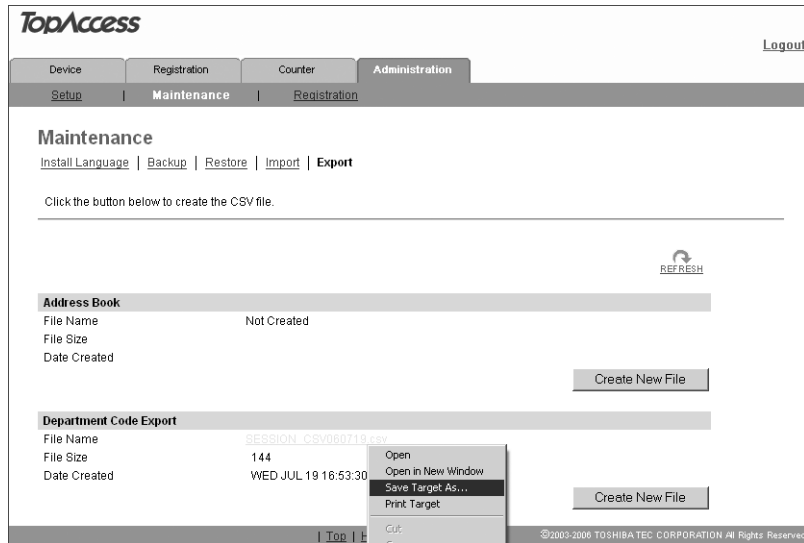 TopAccess
Logout
Device Registration Counter Administration
Setup | Maintenance | Registration
Maintenance
Install Language | Backup | Restore | Import | Export
Click the button below to create the CSV file.
REFRESH
Address Book
File Name Not Created
File Size
Date Created
Create New File
Department Code Export
File Name SESSION_CSV060719.csv
File Size 144
Date Created WED JUL 19 16:53:30
Open
Open in New Window
Save Target As...
Print Target
Cut
Create New File
| Top |
©2003-2006 TOSHIBA TEC CORPORATION All Rights Reserved